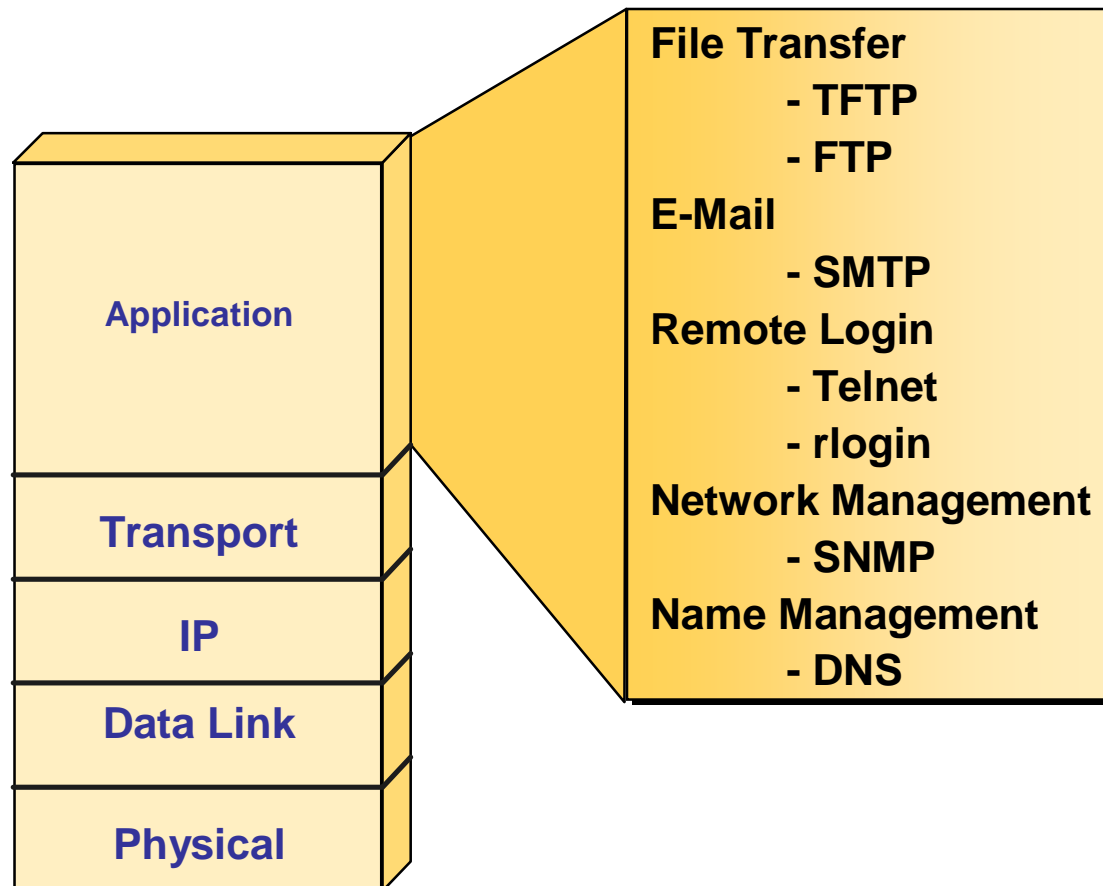 Application
Transport
IP
Data Link
Physical
File Transfer
- TFTP
- FTP
E-Mail
- SMTP
Remote Login
- Telnet
- rlogin
Network Management
- SNMP
Name Management
- DNS